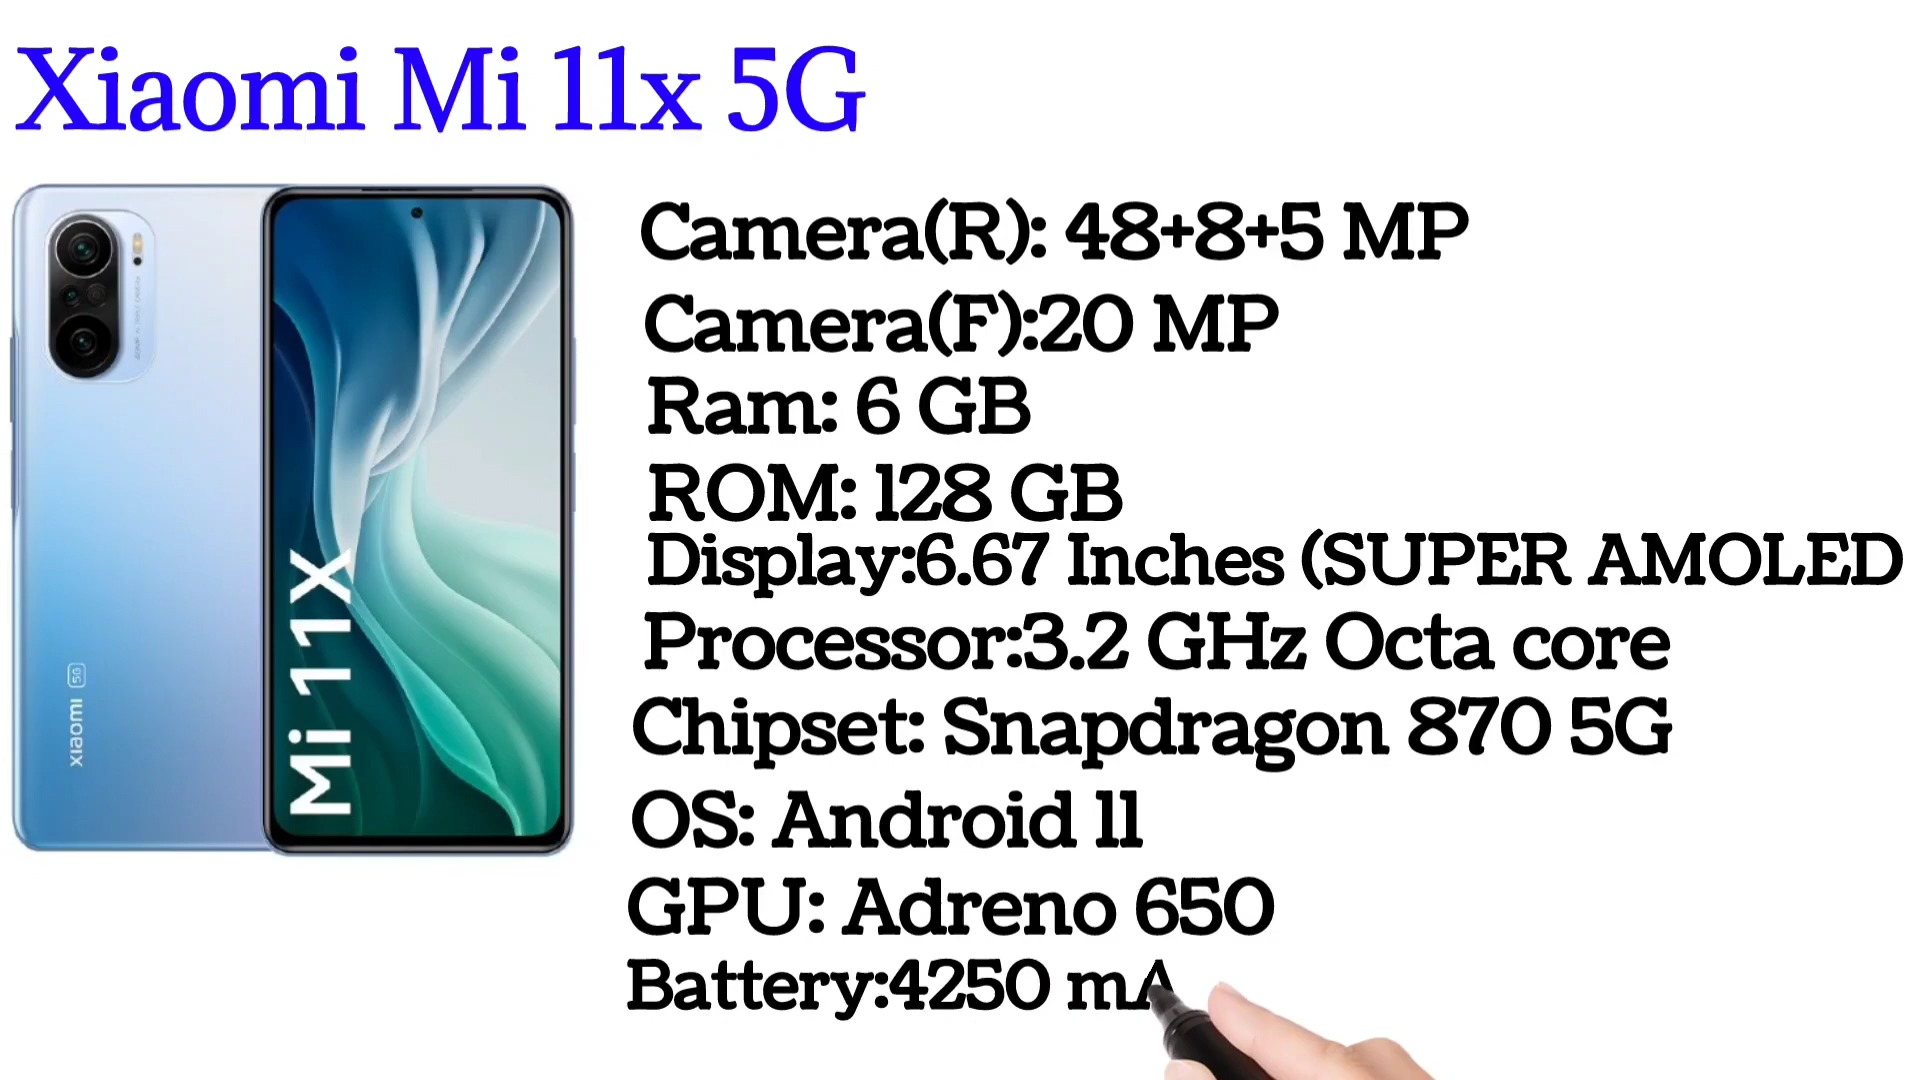 Xiaomi Mi 11x 5G
Camera(R): 48+8+5 MP
Camera(F):20 MP
Ram: 6 GB
ROM: 128 GB
Display:6.67 Inches (SUPER AMOLED
Processor:3.2 GHz Octa core
Chipset: Snapdragon 870 5G
OS: Android 11
GPU: Adreno 650
Battery:4250 mA
Mi 11X
xiaomi 5G